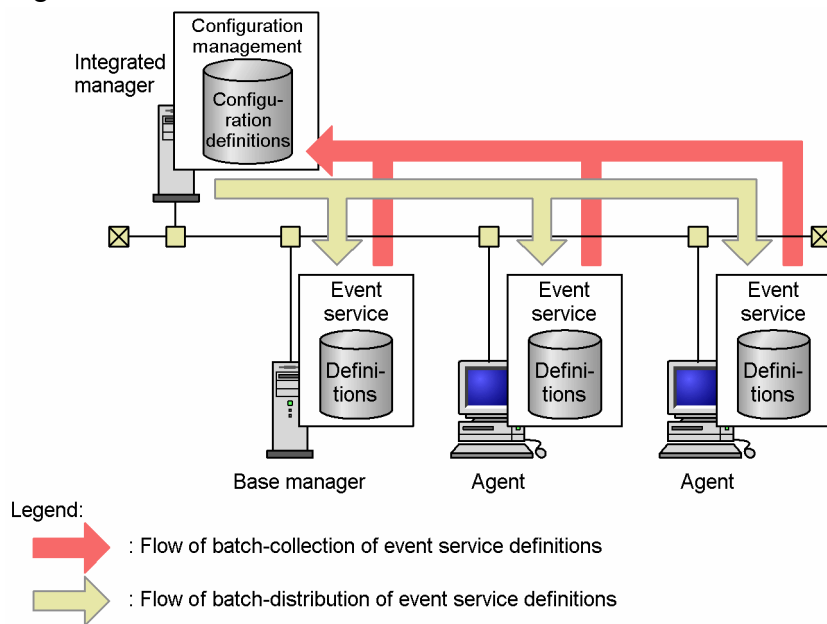 Configuration
management
Integrated
manager
Configu-
ration
definitions
Event
service
Defini-
tions
Event
service
Defini-
tions
Event
service
Defini-
tions
Base manager
Agent
Agent
Legend:
: Flow of batch-collection of event service definitions
: Flow of batch-distribution of event service definitions